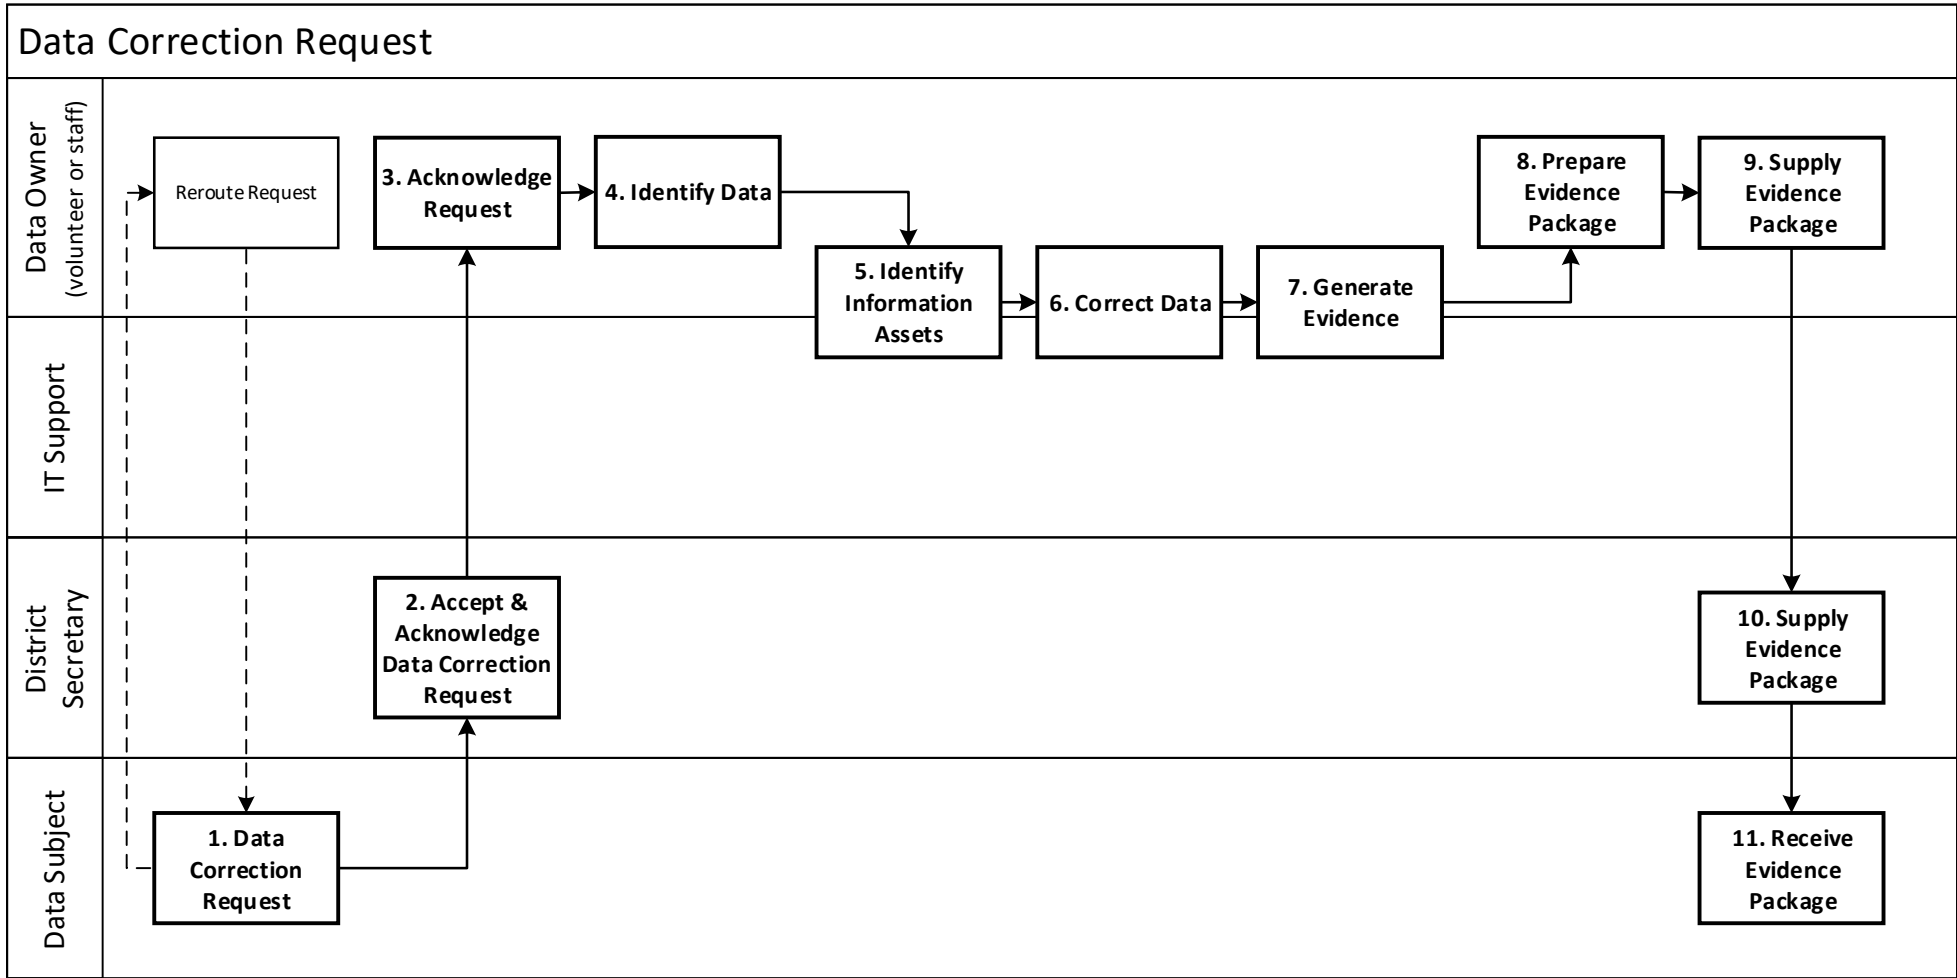 Data Correction Request
Data Owner
(volunteer or staff)
Reroute Request
3. Acknowledge
Request
4. Identify Data
5. Identify
Information
Assets
6. Correct Data
7. Generate
Evidence
8. Prepare
Evidence
Package
9. Supply
Evidence
Package
IT Support
District
Secretary
2. Accept &
Acknowledge
Data Correction
Request
10. Supply
Evidence
Package
Data Subject
1. Data
Correction
Request
11. Receive
Evidence
Package